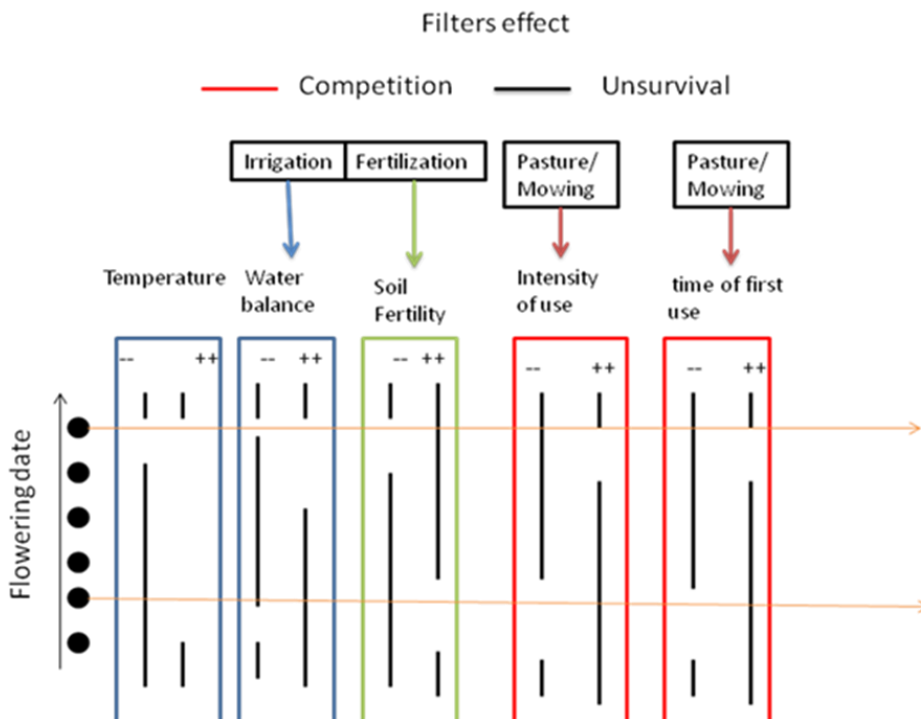 Filters effect
Competition
Unsurvival
Irrigation
Fertilization
Pasture/
Mowing
Pasture/
Mowing
Temperature
Water
balance
Soil
Fertility
Intensity
of use
time of first
use
--
++
--
++
--
++
--
++
--
++
Flowering date